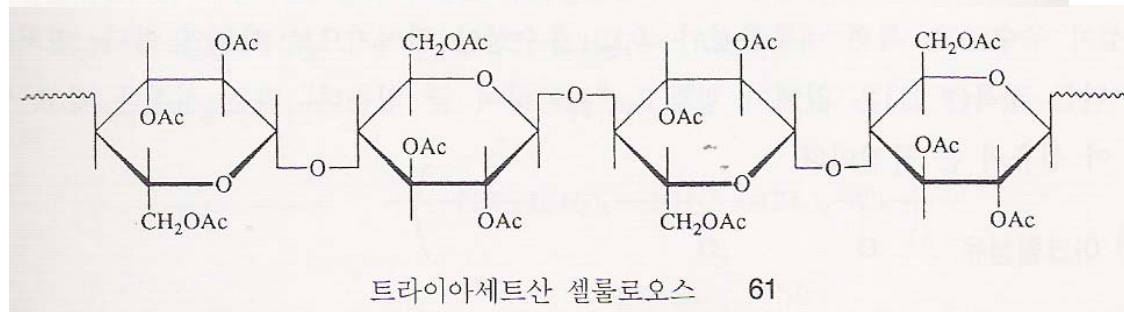 OAc CH₂OAc OAc CH₂OAc
O O O
OAc OAc OAc OAc
O O
O O
CH₂OAc OAc CH₂OAc OAc
트라이아세트산 셀룰로오스 61